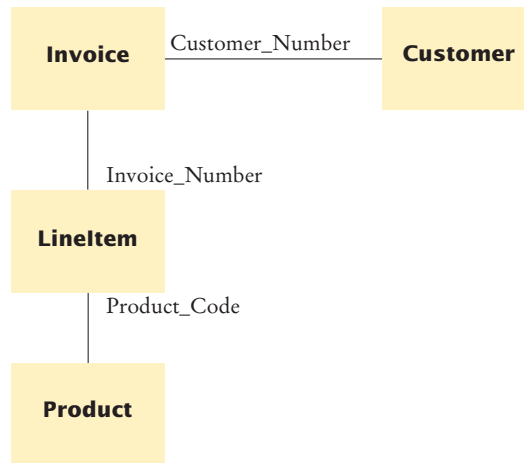 Invoice
Customer_Number
Customer
Invoice_Number
LineItem
Product_Code
Product